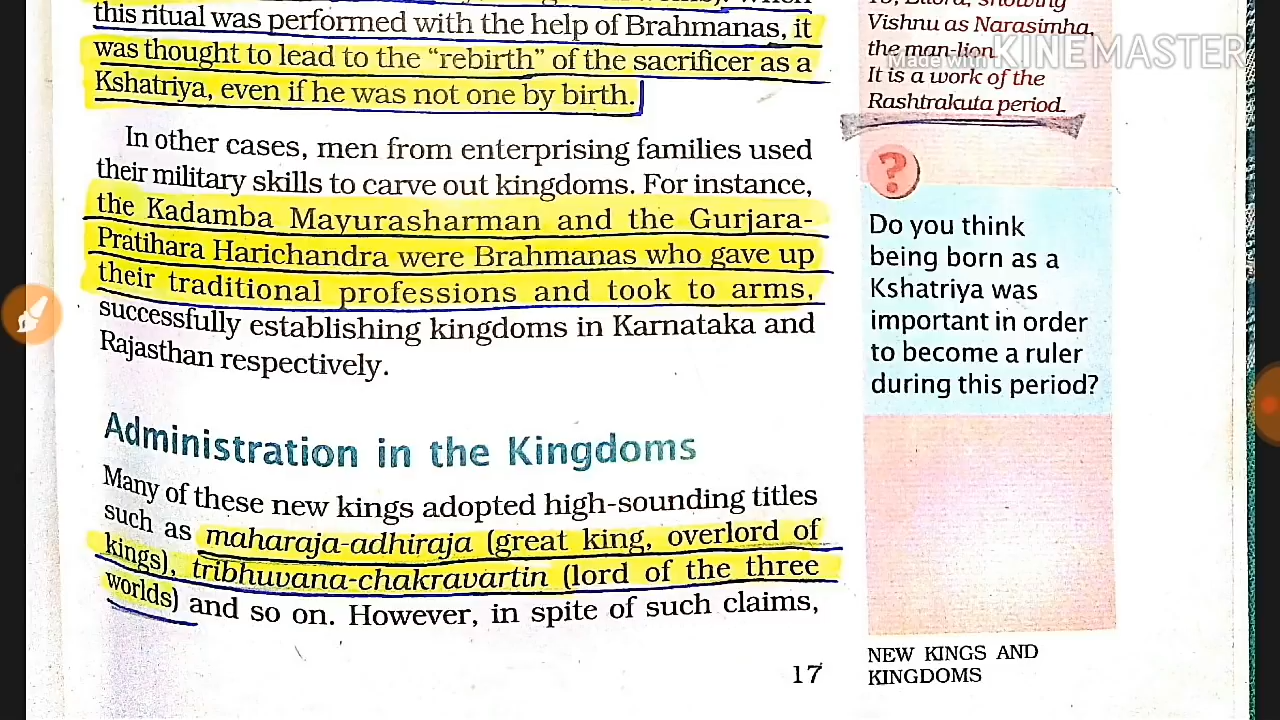 this ritual was performed with the help of Brahmanas, it
was thought to lead to the “rebirth” of the sacrificer as a
Kshatriya, even if he was not one by birth.
In other cases, men from enterprising families used
their military skills to carve out kingdoms. For instance,
the Kadamba Mayurasharman and the Gurjara-
Pratihara Harichandra were Brahmanas who gave up
their traditional professions and took to arms,
successfully establishing kingdoms in Karnataka and
Rajasthan respectively.
Administration in the Kingdoms
Many of these new kings adopted high-sounding titles
such as maharaja-adhiraja (great king, overlord of
kings), tribhuvana-chakravartin (lord of the three
worlds) and so on. However, in spite of such claims,
17
showing
Vishnu as Narasimha,
the man-lion.
It is a work of the
Rashtrakuta period.
Made with KINEMASTER
?
Do you think
being born as a
Kshatriya was
important in order
to become a ruler
during this period?
NEW KINGS AND
KINGDOMS